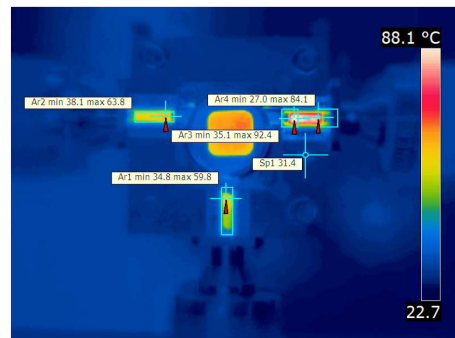 88.1 °C
Ar2 min 38.1 max 63.8
Ar4 min 27.0 max 84.1
Ar3 min 35.1 max 92.4
Sp1 31.4
Ar1 min 34.8 max 59.8
22.7